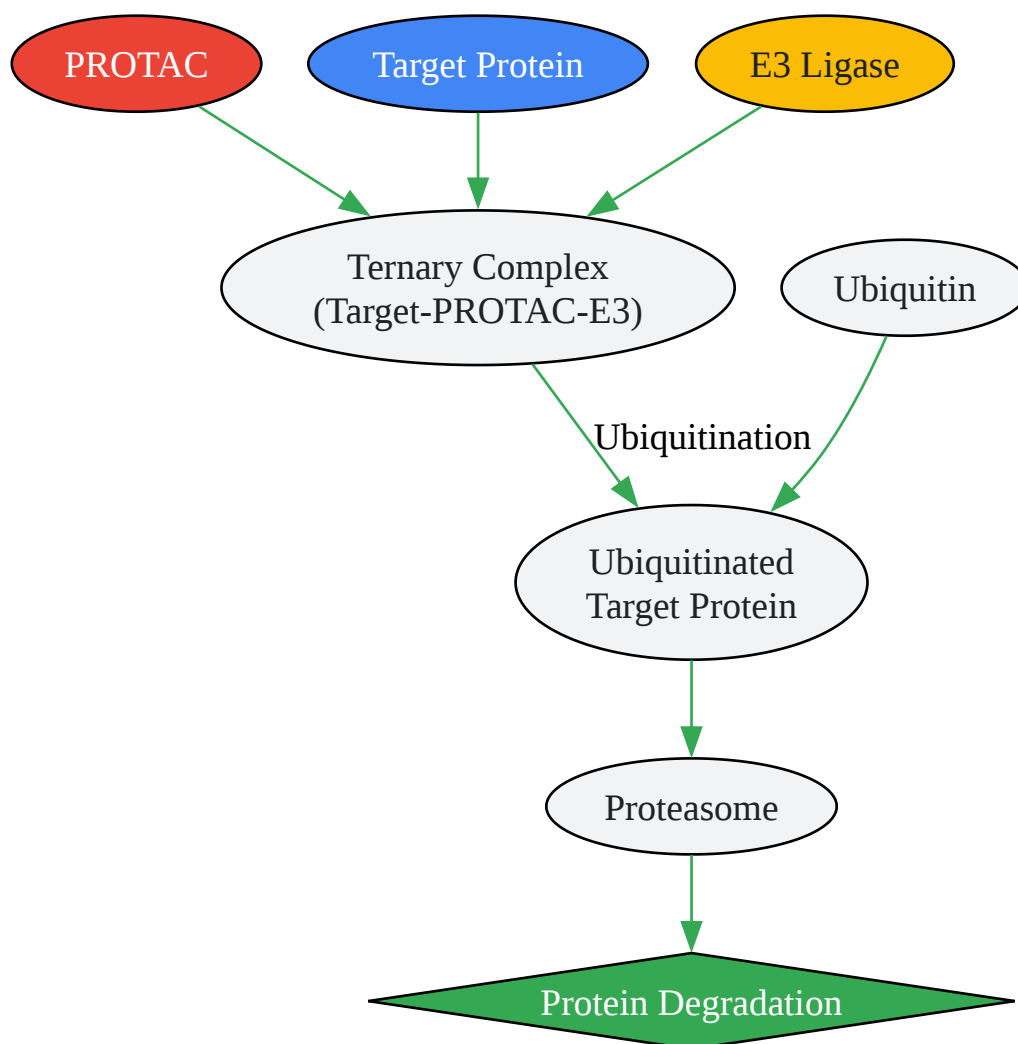 PROTAC
Target Protein
E3 Ligase
Ternary Complex
(Target-PROTAC-E3)
Ubiquitin
Ubiquitination
Ubiquitinated
Target Protein
Proteasome
Protein Degradation